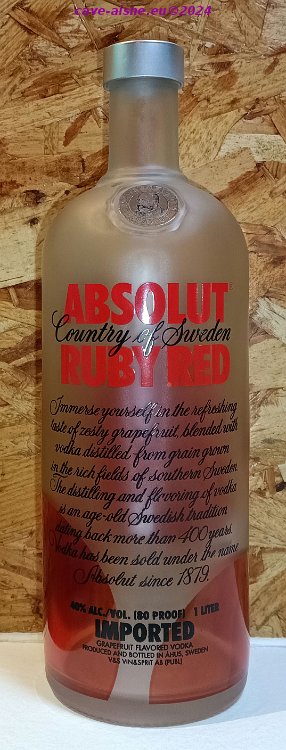 cave-aisne.eu©2024
ABSOLUT
Country of Sweden
RUBY RED
Immerse yourself in the refreshing
taste of zesty grapefruit, blended with
vodka distilled from grain grown
in the rich fields of southern Sweden.
The distilling and flavoring of vodka
is an age-old Swedish tradition
dating back more than 400 years.
Vodka has been sold under the name
Absolut since 1879.
40% ALC./VOL. (80 PROOF) 1 LITER
IMPORTED
GRAPEFRUIT FLAVORED VODKA
PRODUCED AND BOTTLED IN ÅHUS, SWEDEN
V&S VIN&SPRIT AB (PUBL)